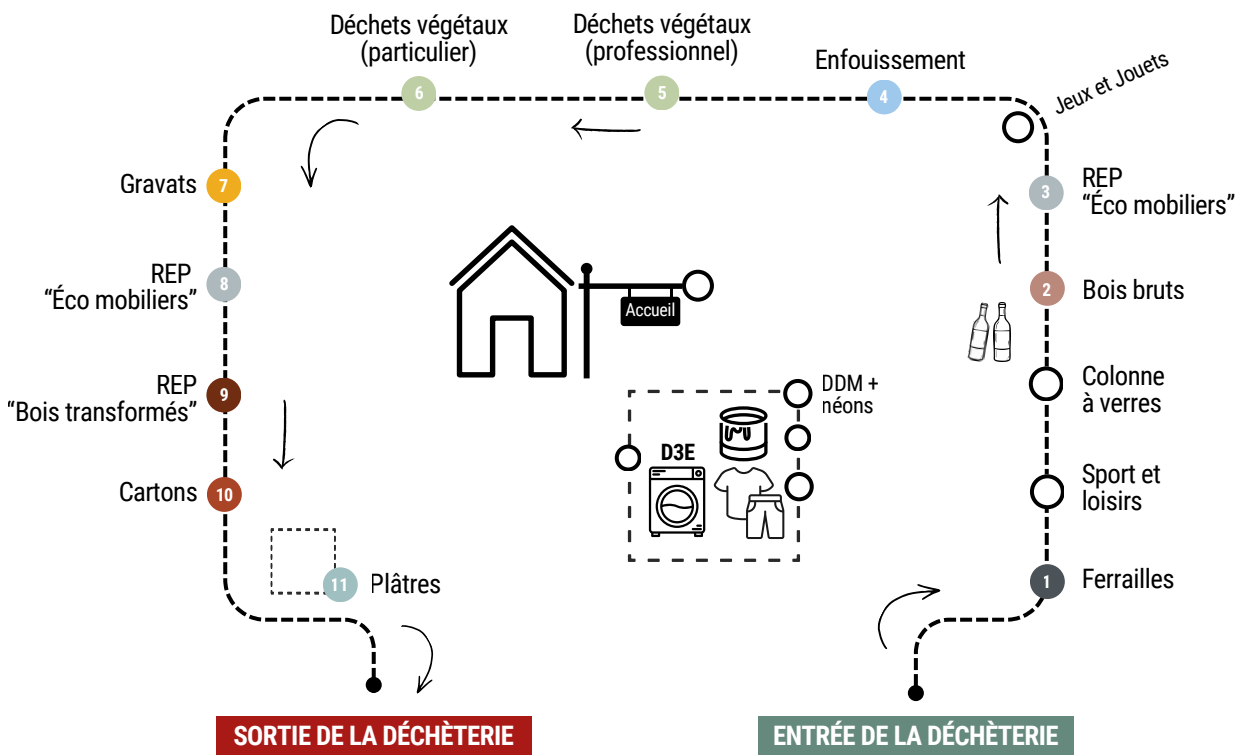 Déchets végétaux
(particulier)
6
Déchets végétaux
(professionnel)
5
Enfouissement
4
Jeux et Jouets
3
REP
“Éco mobiliers”
2
Bois bruts
Colonne
à verres
Sport et
loisirs
1
Ferrailles
Gravats
7
REP
“Éco mobiliers”
8
REP
“Bois transformés”
9
Cartons
10
11
Plâtres
Accueil
DDM +
néons
D3E
SORTIE DE LA DÉCHÈTERIE
ENTRÉE DE LA DÉCHÈTERIE